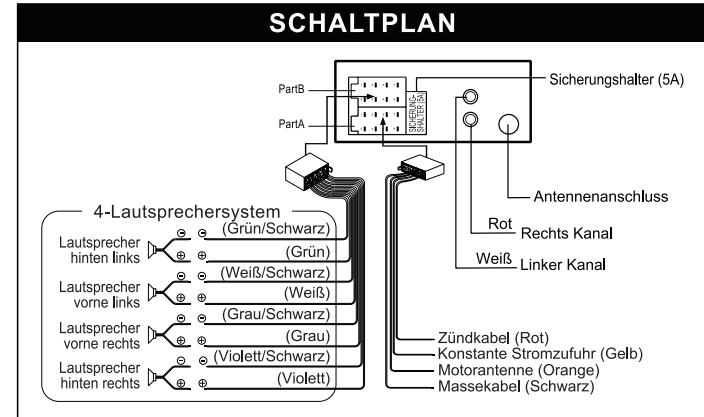 SCHALTPLAN
PartB
PartA
SICHERUNG-
SHALTER (5A)
Sicherungshalter (5A)
Antennenanschluss
Rot
Rechts Kanal
Weiß
Linker Kanal
4-Lautsprechersystem
Lautsprecher
hinten links
⊖ ⊖ (Grün/Schwarz)
⊕ ⊕ (Grün)
Lautsprecher
vorne links
⊖ ⊖ (Weiß/Schwarz)
⊕ ⊕ (Weiß)
Lautsprecher
vorne rechts
⊖ ⊖ (Grau/Schwarz)
⊕ ⊕ (Grau)
Lautsprecher
hinten rechts
⊖ ⊖ (Violett/Schwarz)
⊕ ⊕ (Violett)
Zündkabel (Rot)
Konstante Stromzufuhr (Gelb)
Motorantenne (Orange)
Massekabel (Schwarz)